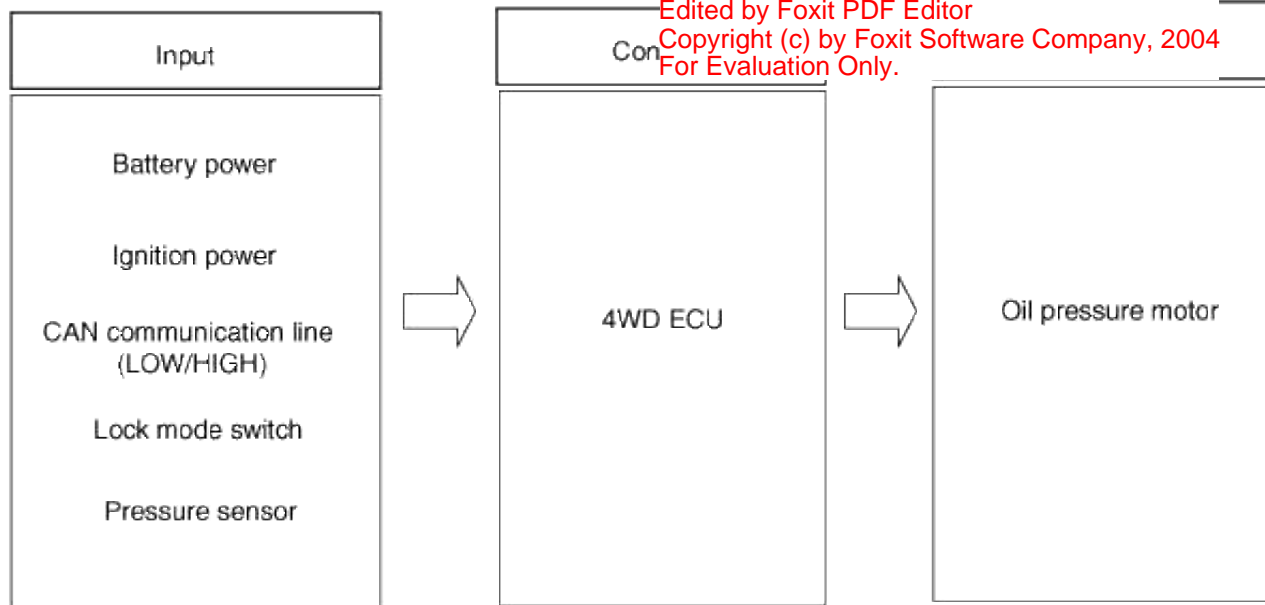 Edited by Foxit PDF Editor
Copyright (c) by Foxit Software Company, 2004
For Evaluation Only.
Input
Con
Battery power
Ignition power
CAN communication line
(LOW/HIGH)
Lock mode switch
Pressure sensor
4WD ECU
Oil pressure motor